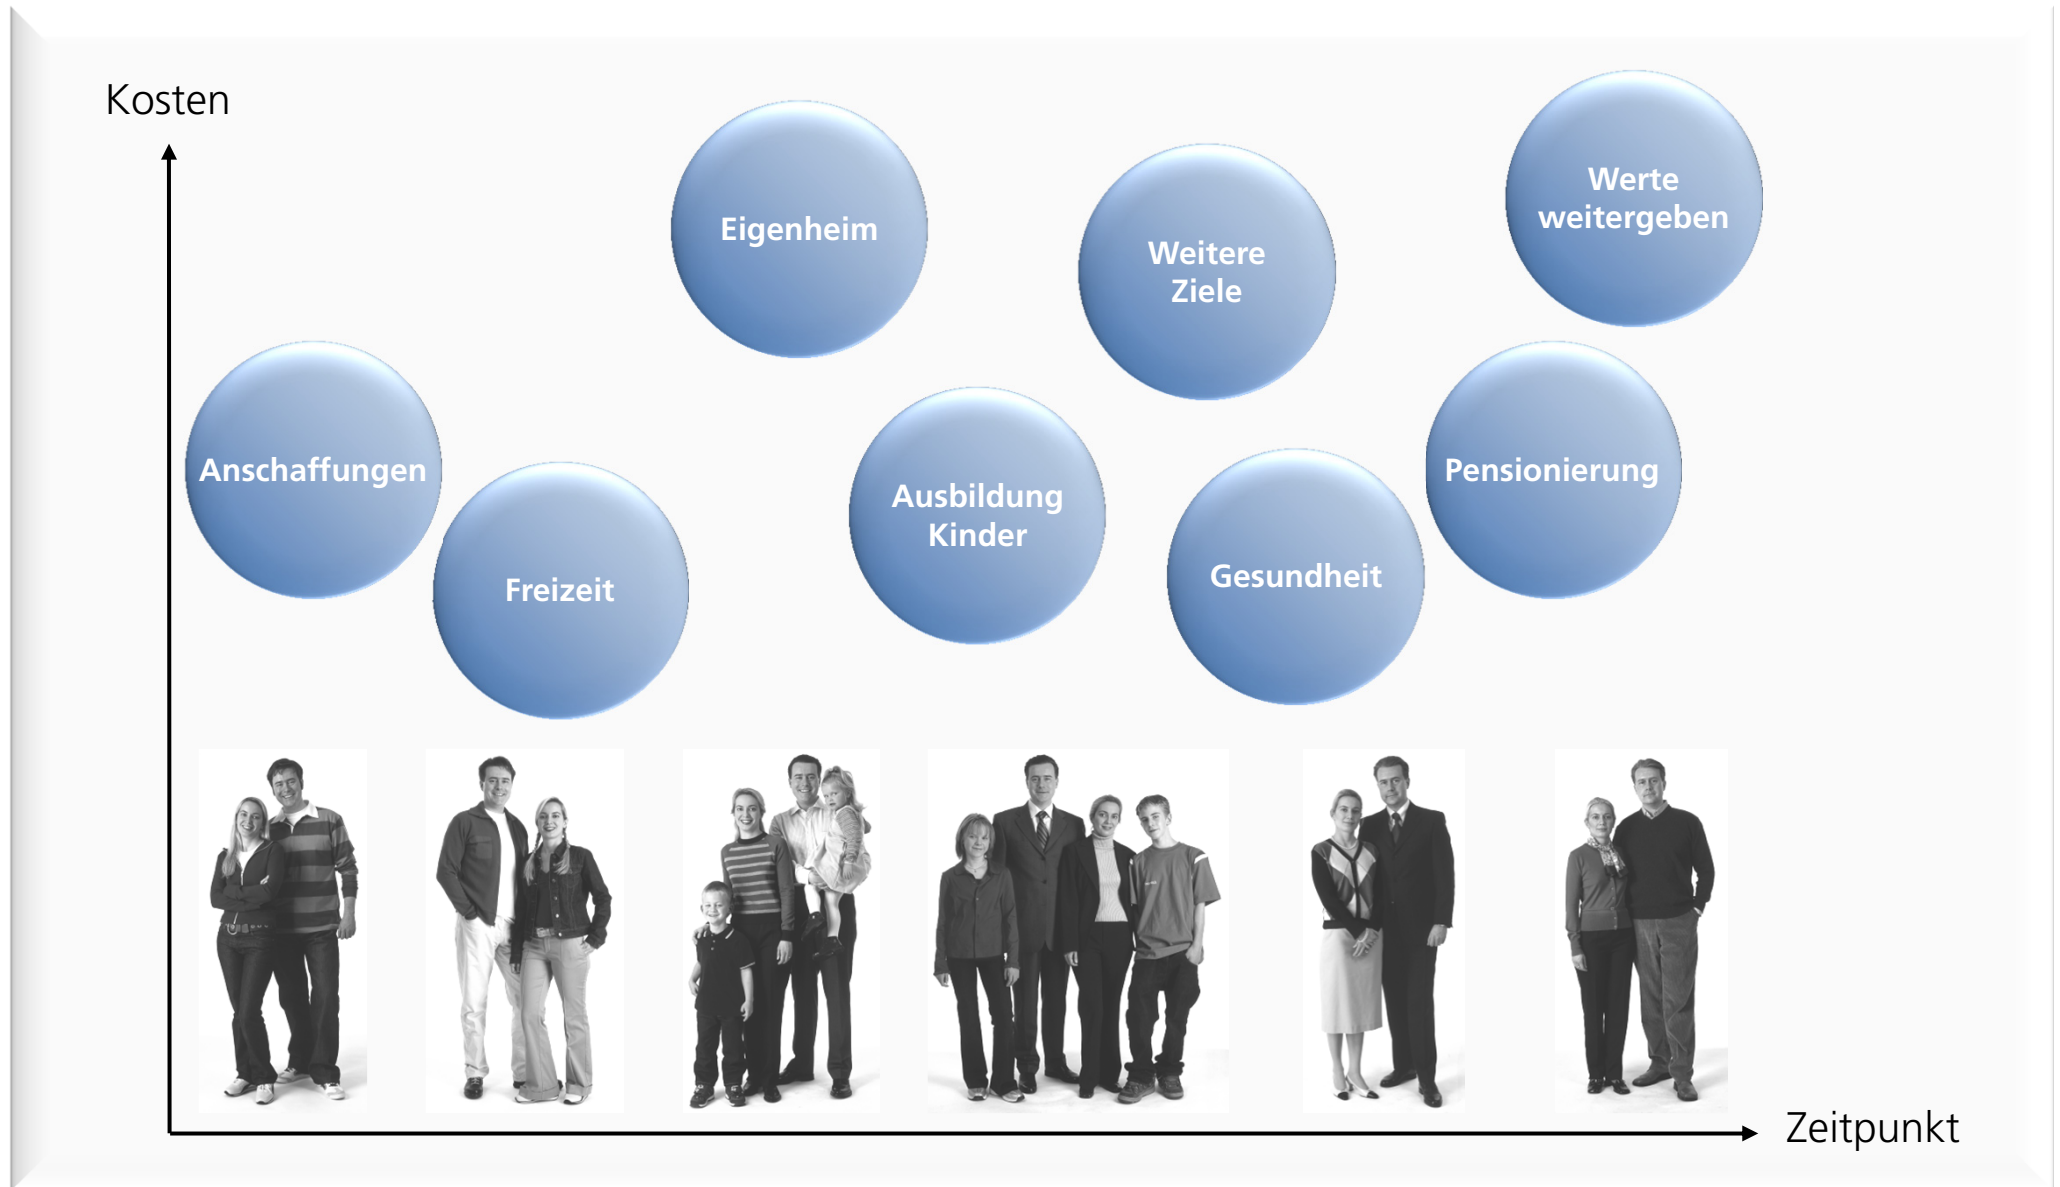 Kosten
Eigenheim
Weitere
Ziele
Werte
weitergeben
Anschaffungen
Freizeit
Ausbildung
Kinder
Gesundheit
Pensionierung
Zeitpunkt